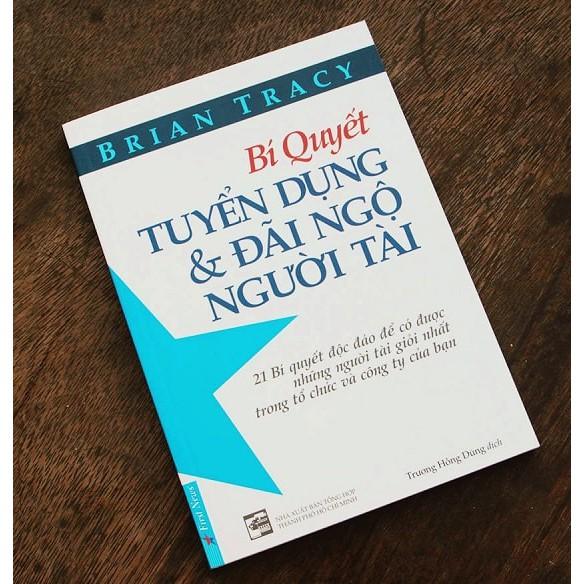 BRIAN TRACY
Bí Quyết
TUYỂN DỤNG
& ĐÃI NGỘ
NGƯỜI TÀI
21 Bí quyết độc đáo để có được
những người tài giỏi nhất
trong tổ chức và công ty của bạn
Trương Hồng Dũng dịch
First News
NHÀ XUẤT BẢN TỔNG HỢP
THÀNH PHỐ HỒ CHÍ MINH